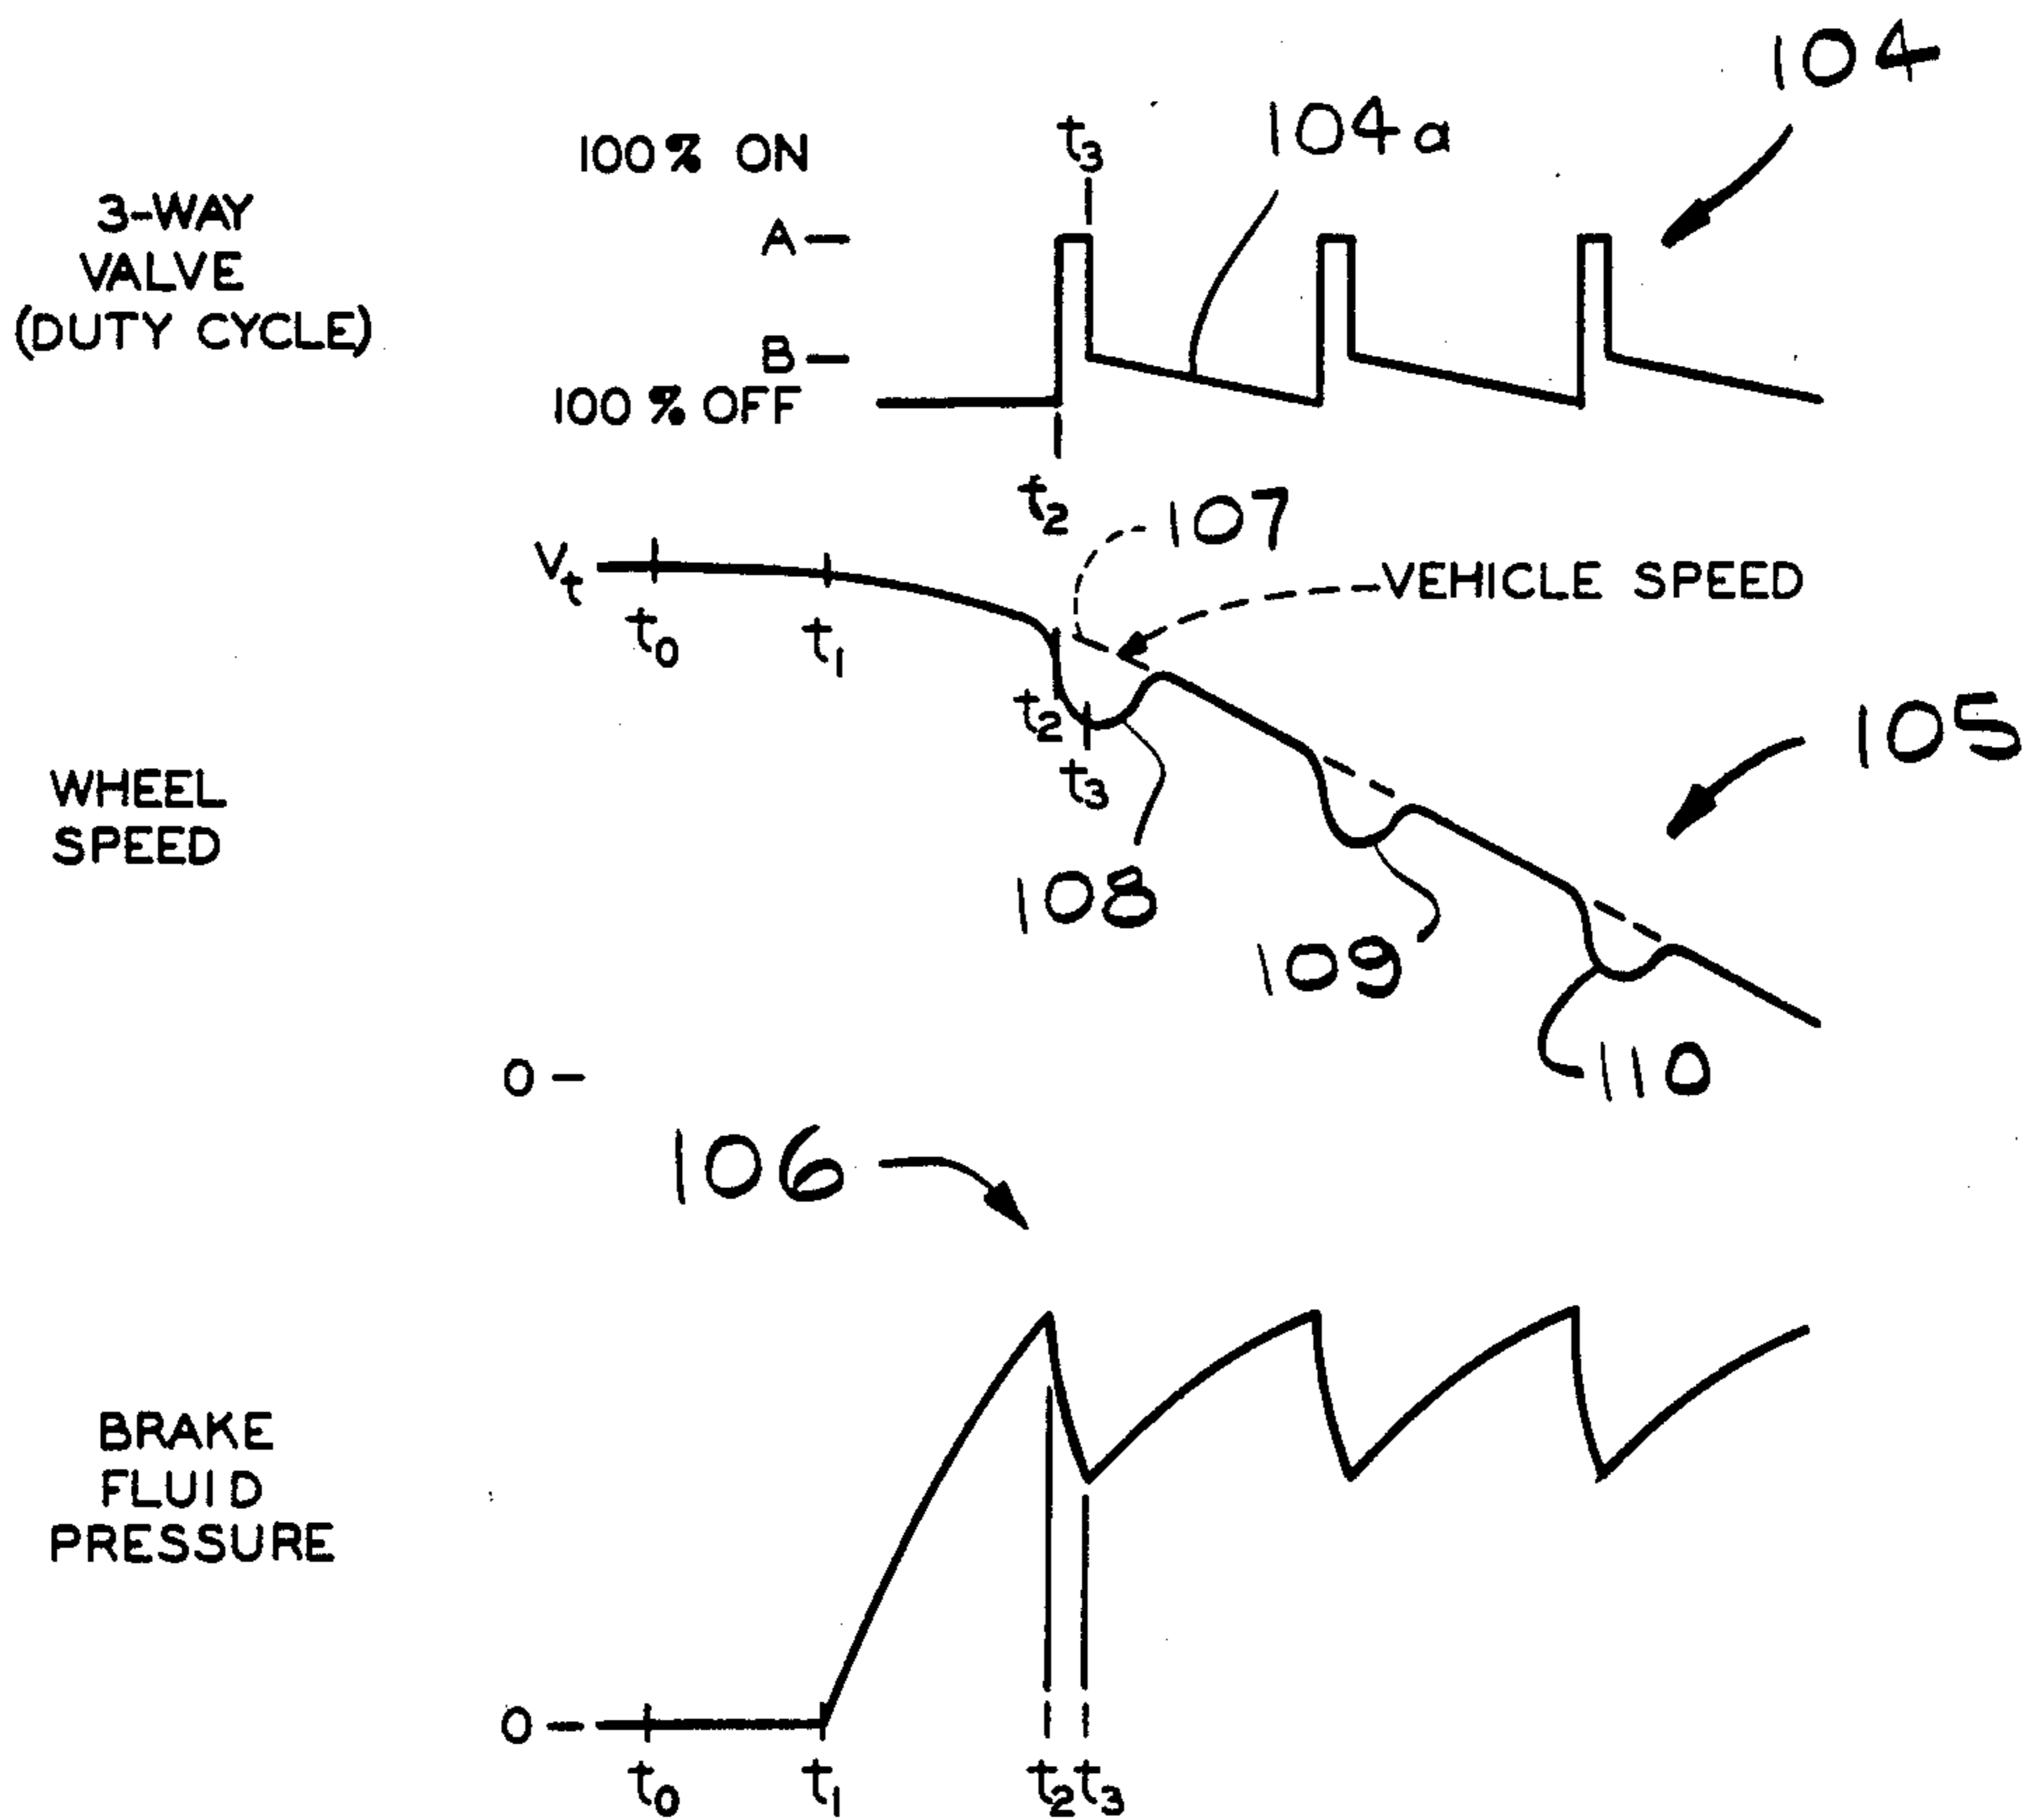 104
104a
t3
100% ON
3-WAY
VALVE
(DUTY CYCLE)
A
B
100% OFF
t2
107
Vt
VEHICLE SPEED
t0
t1
t2
t3
105
WHEEL
SPEED
108
109
110
0
106
BRAKE
FLUID
PRESSURE
0
t0
t1
t2
t3